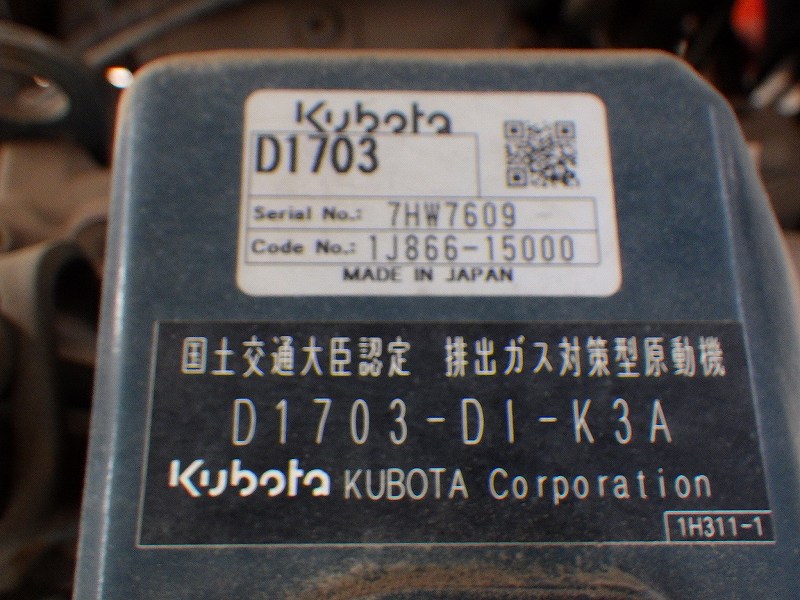 Kubota
D1703
Serial No.: 7HW7609
Code No.: 1J866-15000
MADE IN JAPAN
国土交通大臣認定 排出ガス対策型原動機
D1703-DI-K3A
Kubota KUBOTA Corporation
1H311-1